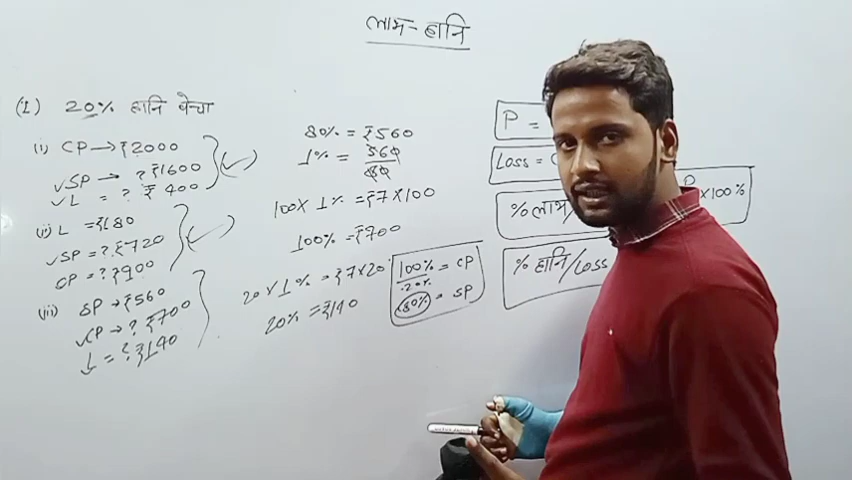 लाभ-हानि
(1) 20% हानि बेचा
(i) CP → ₹2000
✓SP → ? ₹1600
✓L = ? ₹ 400
(ii) L = ₹180
✓SP = ? ₹720
CP = ? ₹900
(iii) SP → ₹560
✓CP → ? ₹700
L = ? ₹140
80% = ₹560
1% = 560/80
100 X 1% = ₹7 X 100
100% = ₹700
20 X 1% = ₹7 X 20
20% = ₹140
100% = CP
-20%
80% = SP
P =
Loss =
% लाभ/
X100%
% हानि/Loss